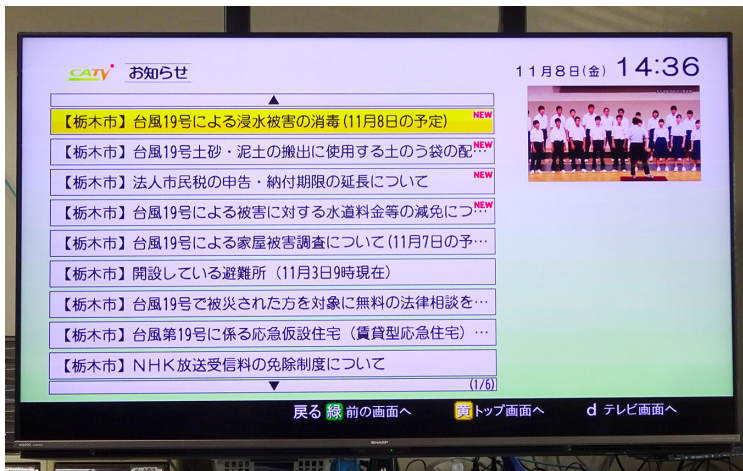 CATV お知らせ 11月8日(金) 14:36
▲
【栃木市】台風19号による浸水被害の消毒(11月8日の予定) NEW
【栃木市】台風19号土砂・泥土の搬出に使用する土のう袋の配… NEW
【栃木市】法人市民税の申告・納付期限の延長について NEW
【栃木市】台風19号による被害に対する水道料金等の減免につ… NEW
【栃木市】台風19号による家屋被害調査について(11月7日の予…
【栃木市】開設している避難所（11月3日9時現在）
【栃木市】台風19号で被災された方を対象に無料の法律相談を…
【栃木市】台風第19号に係る応急仮設住宅（賃貸型応急住宅）…
【栃木市】NHK放送受信料の免除制度について
▼ (1/6)
戻る 緑 前の画面へ 黄 トップ画面へ d テレビ画面へ
SHARP